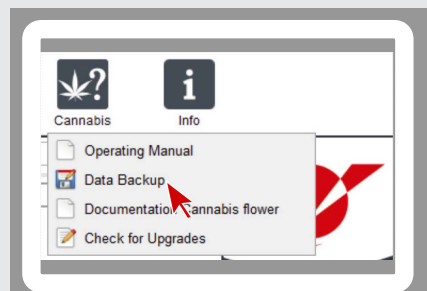 ?
Cannabis
i
Info
Operating Manual
Data Backup
Documentation Cannabis flower
Check for Upgrades